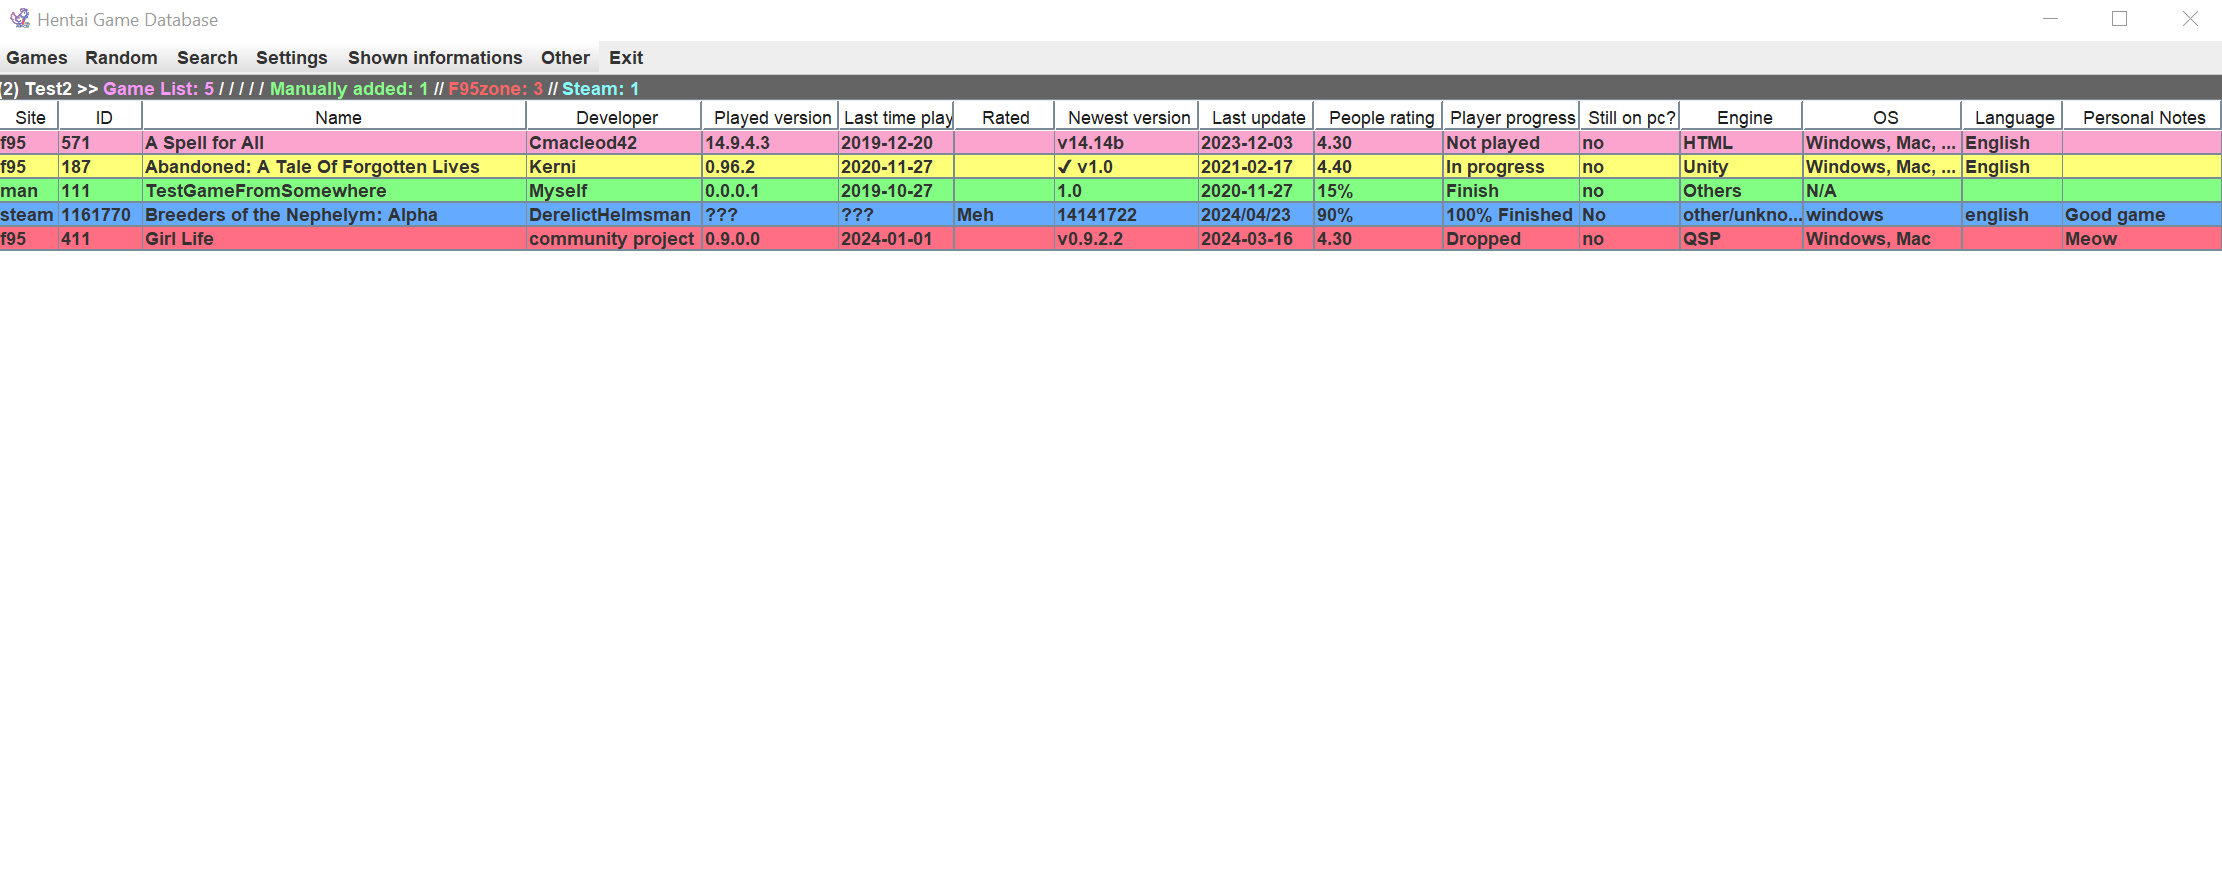 Hentai Game Database
Games Random Search Settings Shown informations Other Exit
(2) Test2 >> Game List: 5 / / / / / Manually added: 1 // F95zone: 3 // Steam: 1
Site ID Name Developer Played version Last time play Rated Newest version Last update People rating Player progress Still on pc? Engine OS Language Personal Notes
f95 571 A Spell for All Cmacleod42 14.9.4.3 2019-12-20 v14.14b 2023-12-03 4.30 Not played no HTML Windows, Mac, ... English
f95 187 Abandoned: A Tale Of Forgotten Lives Kerni 0.96.2 2020-11-27 ✓ v1.0 2021-02-17 4.40 In progress no Unity Windows, Mac, ... English
man 111 TestGameFromSomewhere Myself 0.0.0.1 2019-10-27 1.0 2020-11-27 15% Finish no Others N/A
steam 1161770 Breeders of the Nephelym: Alpha DerelictHelmsman ??? ??? Meh 14141722 2024/04/23 90% 100% Finished No other/unkno... windows english Good game
f95 411 Girl Life community project 0.9.0.0 2024-01-01 v0.9.2.2 2024-03-16 4.30 Dropped no QSP Windows, Mac Meow